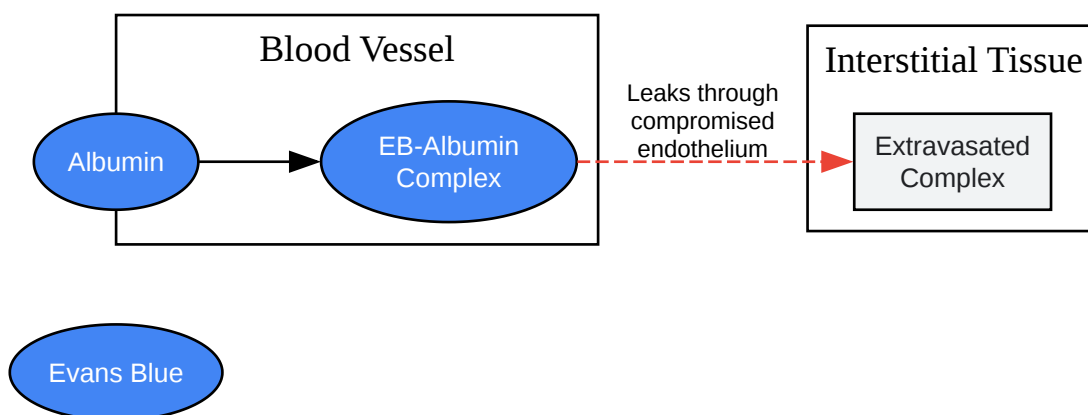 Blood Vessel
Albumin
EB-Albumin
Complex
Leaks through
compromised
endothelium
Interstitial Tissue
Extravasated
Complex
Evans Blue